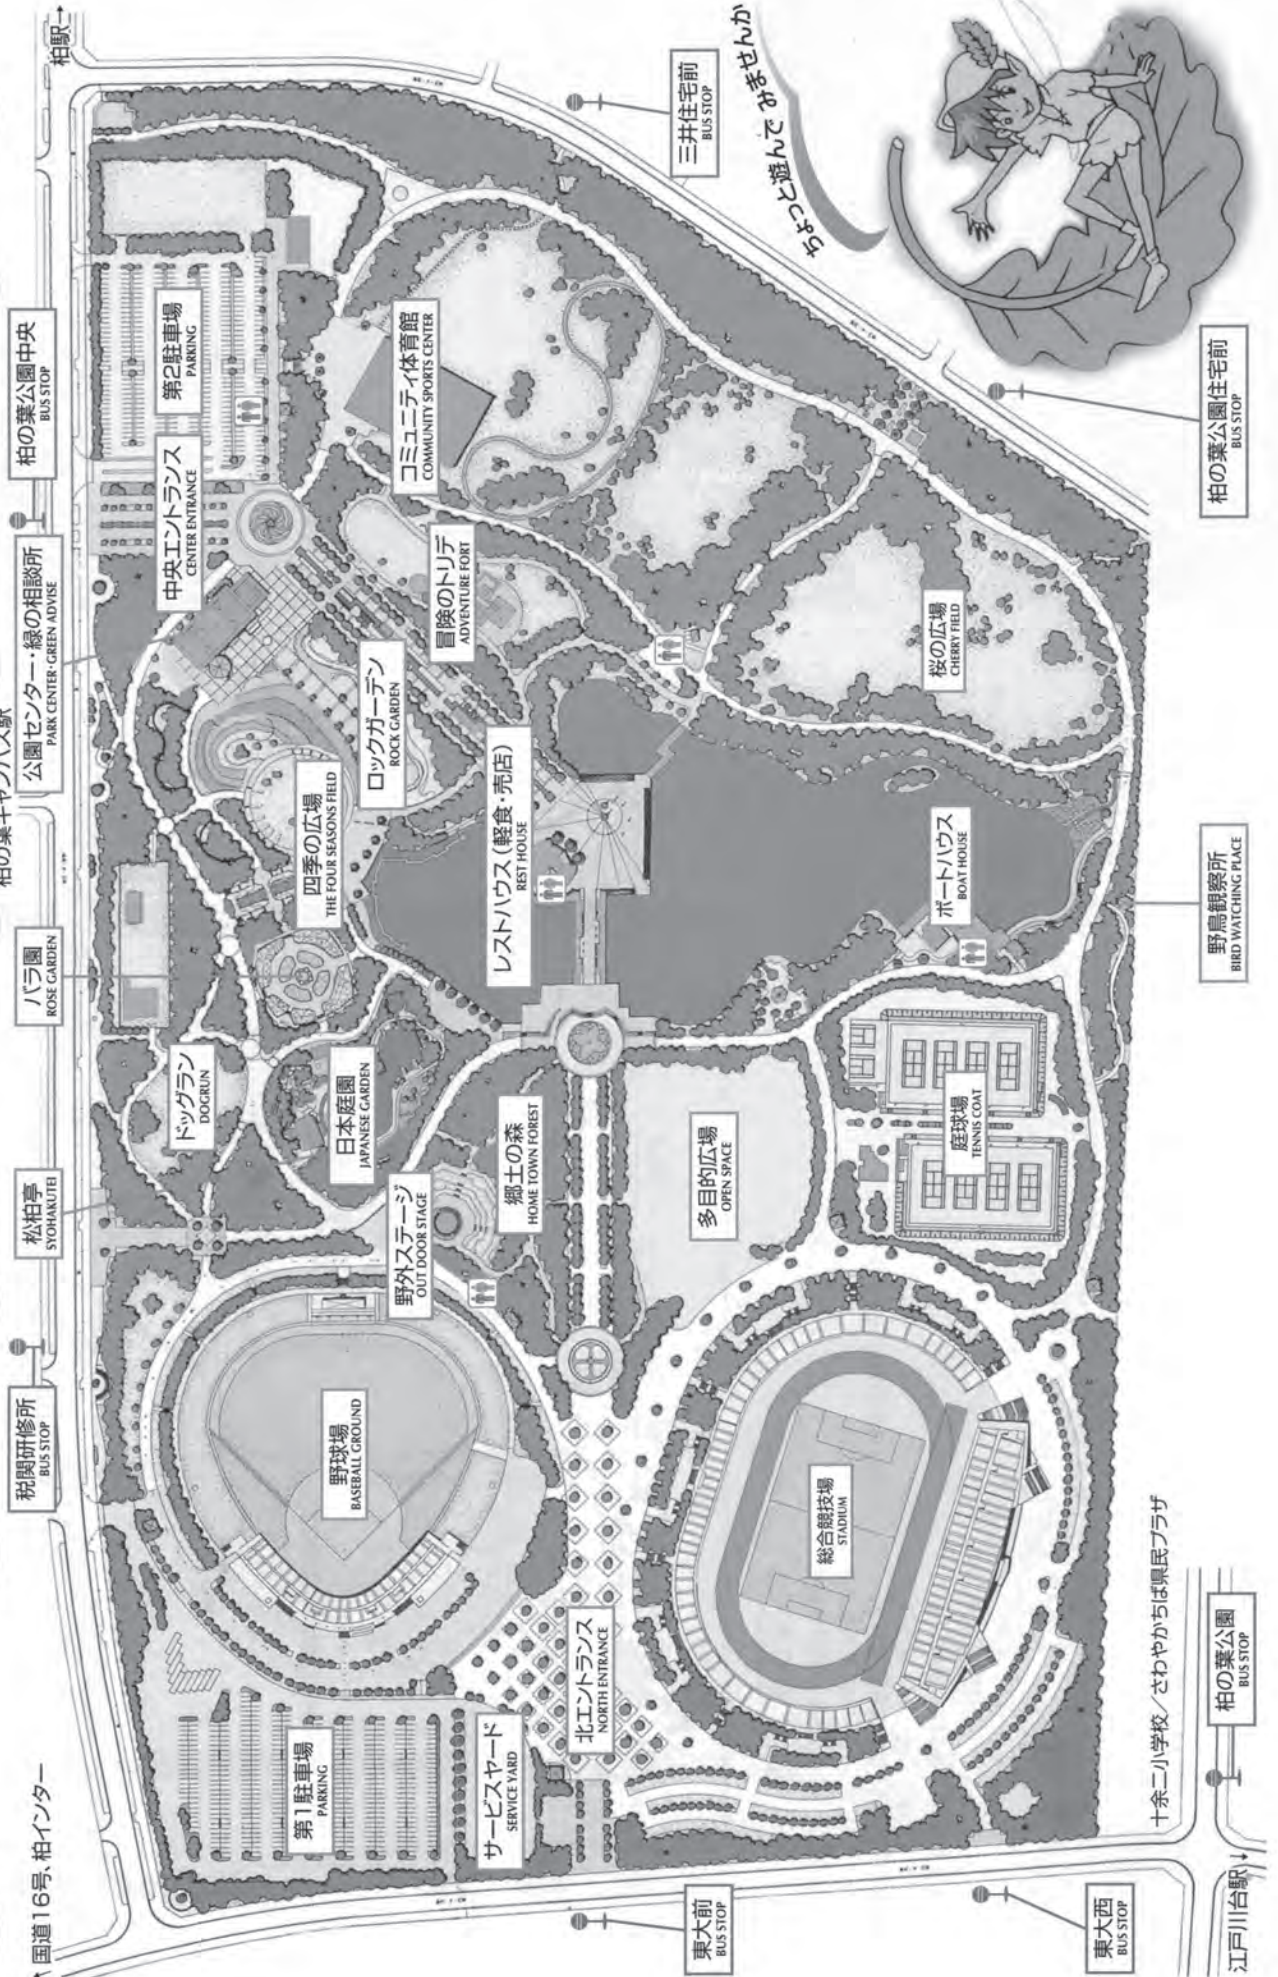 国道16号、柏インター
税関研修所
BUS STOP
松柏亭
SYOHAKUTEI
バラ園
ROSE GARDEN
柏の葉キャンパス駅
公園センター・緑の相談所
PARK CENTER・GREEN ADVISE
柏の葉公園中央
BUS STOP
柏駅→
第1駐車場
PARKING
サービスヤード
SERVICE YARD
北エントランス
NORTH ENTRANCE
野球場
BASEBALL GROUND
野外ステージ
OUT DOOR STAGE
ドッグラン
DOGRUN
日本庭園
JAPANESE GARDEN
郷土の森
HOME TOWN FOREST
四季の広場
THE FOUR SEASONS FIELD
ロックガーデン
ROCK GARDEN
中央エントランス
CENTER ENTRANCE
第2駐車場
PARKING
冒険のトリデ
ADVENTURE FORT
コミュニティ体育館
COMMUNITY SPORTS CENTER
レストハウス（軽食・売店）
REST HOUSE
総合競技場
STADIUM
多目的広場
OPEN SPACE
庭球場
TENNIS COAT
ボートハウス
BOAT HOUSE
桜の広場
CHERRY FIELD
三井住宅前
BUS STOP
ちょっと遊んでみませんか
東大前
BUS STOP
東大西
BUS STOP
十余二小学校／さわやかちば県民プラザ
柏の葉公園
BUS STOP
江戸川台駅
野鳥観察所
BIRD WATCHING PLACE
柏の葉公園住宅前
BUS STOP